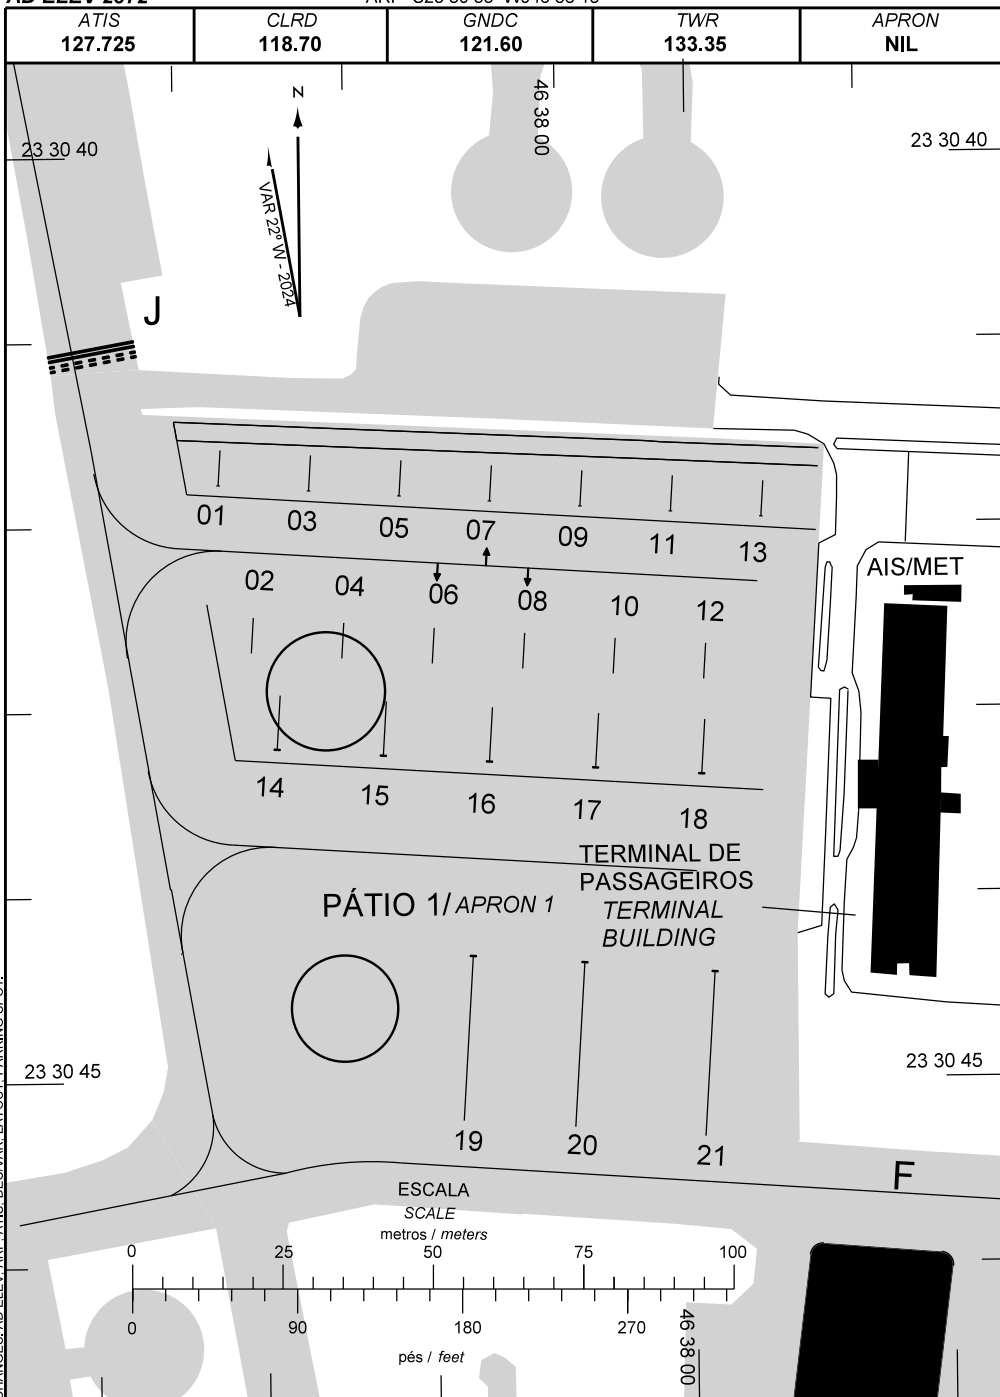 ATIS CLRD GNDC TWR APRON
127.725 118.70 121.60 133.35 NIL
N
46 38 00
23 30 40 23 30 40
VAR 22° W - 2024
J
01 03 05 07 09 11 13
AIS/MET
02 04 06 08 10 12
14 15 16 17 18
TERMINAL DE
PASSAGEIROS
TERMINAL
BUILDING
PÁTIO 1/ APRON 1
23 30 45 23 30 45
19 20 21
F
ESCALA
SCALE
metros / meters
0 25 50 75 100
0 90 180 270
pés / feet
46 38 00